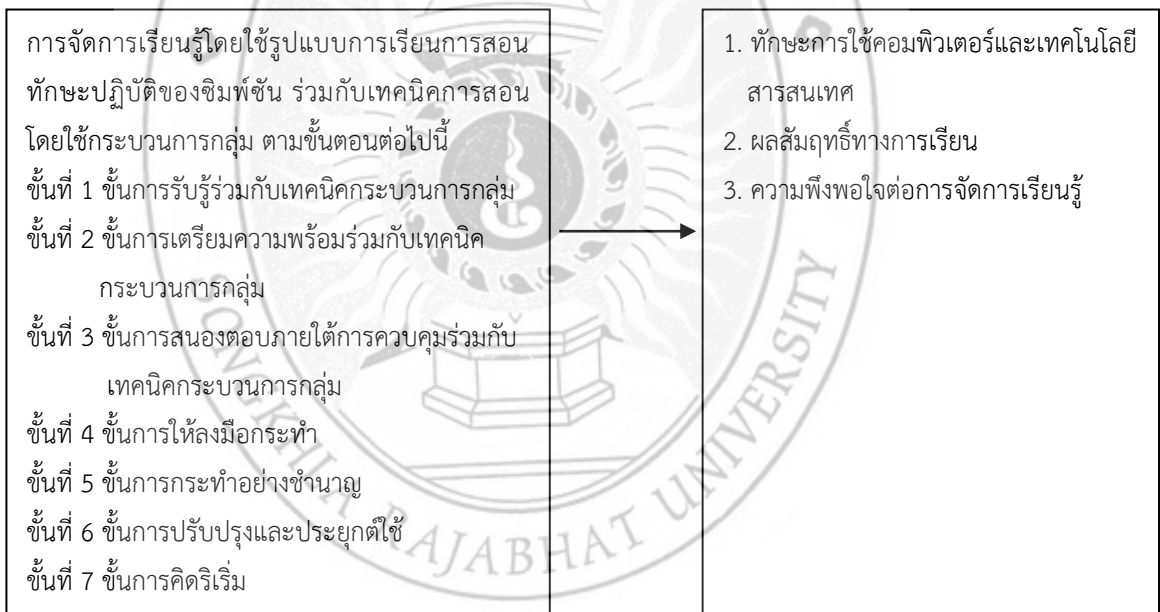 การจัดการเรียนรู้โดยใช้รูปแบบการเรียนการสอน
ทักษะปฏิบัติของซิมพ์ซัน ร่วมกับเทคนิคการสอน
โดยใช้กระบวนการกลุ่ม ตามขั้นตอนต่อไปนี้
ขั้นที่ 1 ขั้นการรับรู้ร่วมกับเทคนิคกระบวนการกลุ่ม
ขั้นที่ 2 ขั้นการเตรียมความพร้อมร่วมกับเทคนิค
กระบวนการกลุ่ม
ขั้นที่ 3 ขั้นการสนองตอบภายใต้การควบคุมร่วมกับ
เทคนิคกระบวนการกลุ่ม
ขั้นที่ 4 ขั้นการให้ลงมือกระทำ
ขั้นที่ 5 ขั้นการกระทำอย่างชำนาญ
ขั้นที่ 6 ขั้นการปรับปรุงและประยุกต์ใช้
ขั้นที่ 7 ขั้นการคิดริเริ่ม
1. ทักษะการใช้คอมพิวเตอร์และเทคโนโลยี
สารสนเทศ
2. ผลสัมฤทธิ์ทางการเรียน
3. ความพึงพอใจต่อการจัดการเรียนรู้
SONGKHLA RAJABHAT UNIVERSITY